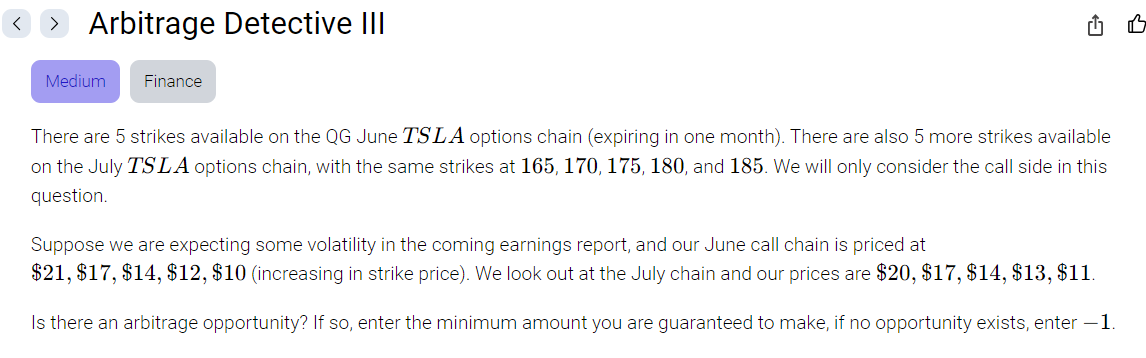 Arbitrage Detective III
Medium
Finance
There are 5 strikes available on the QG June TSLA options chain (expiring in one month). There are also 5 more strikes available
on the July TSLA options chain, with the same strikes at 165, 170, 175, 180, and 185. We will only consider the call side in this
question.
Suppose we are expecting some volatility in the coming earnings report, and our June call chain is priced at
$21, $17, $14, $12, $10 (increasing in strike price). We look out at the July chain and our prices are $20, $17, $14, $13, $11.
Is there an arbitrage opportunity? If so, enter the minimum amount you are guaranteed to make, if no opportunity exists, enter −1.